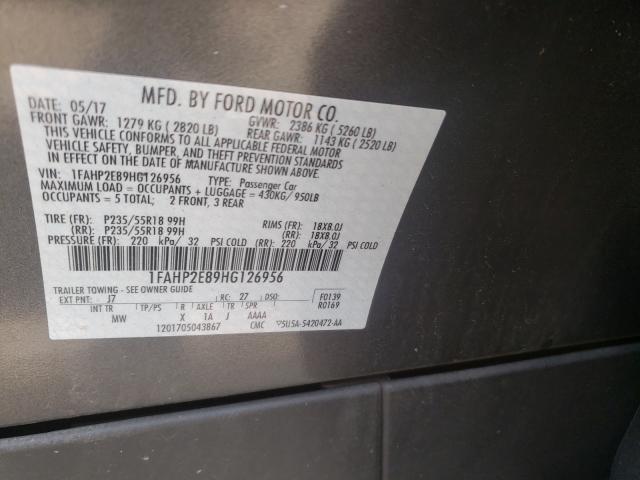 MFD. BY FORD MOTOR CO.
DATE: 05/17 GVWR: 2386 KG ( 5260 LB)
FRONT GAWR: 1279 KG ( 2820 LB) REAR GAWR: 1143 KG ( 2520 LB)
THIS VEHICLE CONFORMS TO ALL APPLICABLE FEDERAL MOTOR
VEHICLE SAFETY, BUMPER, AND THEFT PREVENTION STANDARDS
IN EFFECT ON THE DATE OF MANUFACTURE SHOWN ABOVE.
VIN: 1FAHP2E89HG126956
TYPE: Passenger Car
MAXIMUM LOAD = OCCUPANTS + LUGGAGE = 430KG/ 950LB
OCCUPANTS = 5 TOTAL; 2 FRONT, 3 REAR
TIRE (FR): P235/55R18 99H RIMS (FR): 18X8.0J
(RR): P235/55R18 99H (RR): 18X8.0J
PRESSURE (FR): 220 kPa/ 32 PSI COLD (RR): 220 kPa/ 32 PSI COLD
1FAHP2E89HG126956
TRAILER TOWING - SEE OWNER GUIDE
EXT PNT: J7 RC: 27 DSO: F0139
R0169
INT TR TP/PS R AXLE TR SPR
MW X 1A J AAAA
1201705043867 CMC 5U5A-5420472-AA